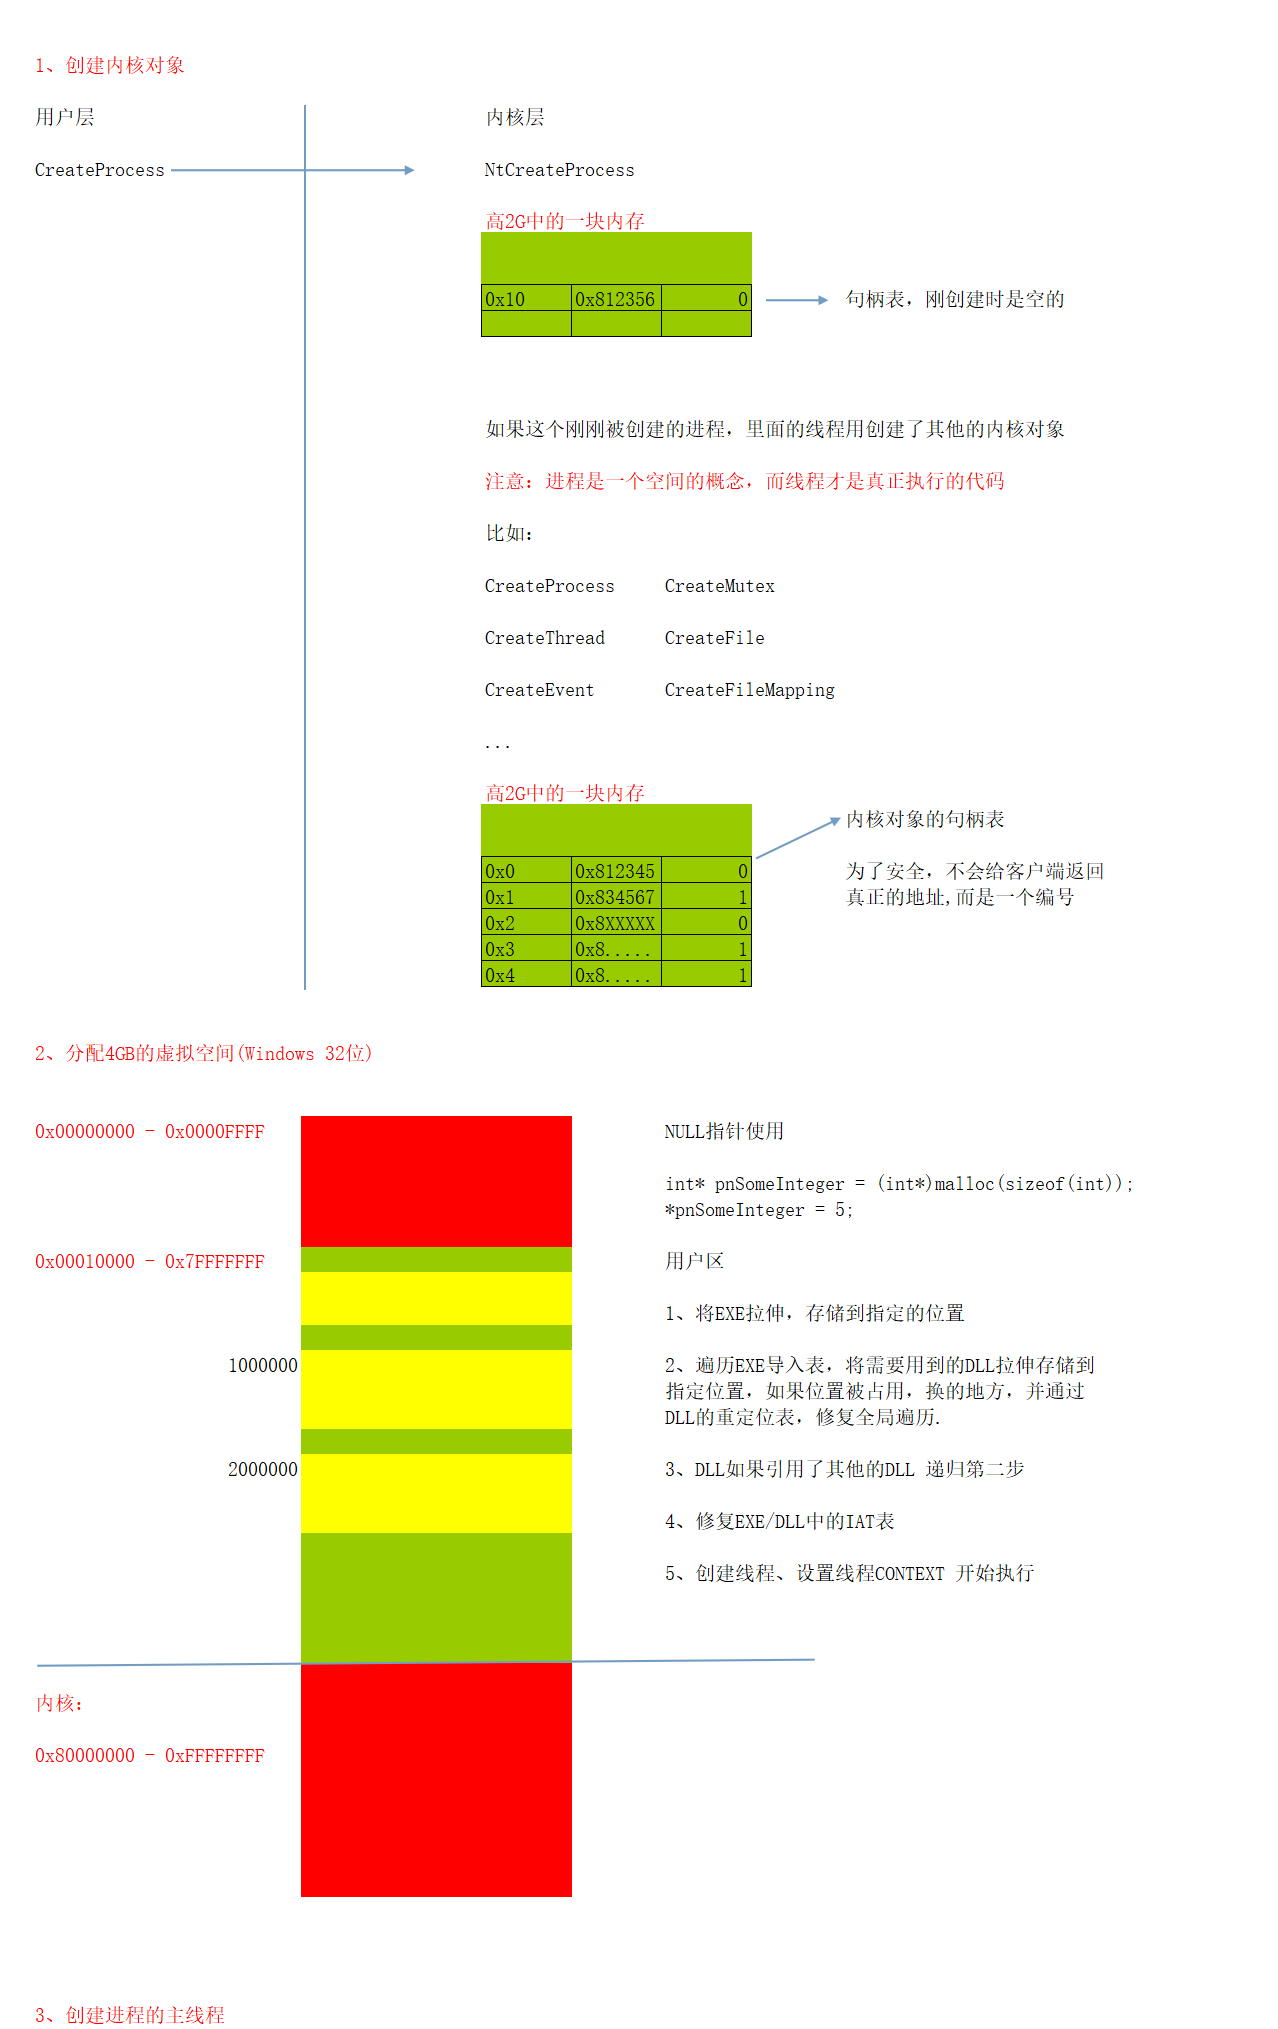 1、创建内核对象
用户层
内核层
CreateProcess
NtCreateProcess
高2G中的一块内存
0x10 0x812356 0
句柄表，刚创建时是空的
如果这个刚刚被创建的进程，里面的线程用创建了其他的内核对象
注意：进程是一个空间的概念，而线程才是真正执行的代码
比如：
CreateProcess CreateMutex
CreateThread CreateFile
CreateEvent CreateFileMapping
...
高2G中的一块内存
内核对象的句柄表
0x0 0x812345 0
为了安全，不会给客户端返回
0x1 0x834567 1
真正的地址,而是一个编号
0x2 0x8XXXXX 0
0x3 0x8..... 1
0x4 0x8..... 1
2、分配4GB的虚拟空间(Windows 32位)
0x00000000 - 0x0000FFFF
NULL指针使用
int* pnSomeInteger = (int*)malloc(sizeof(int));
*pnSomeInteger = 5;
0x00010000 - 0x7FFFFFFF
用户区
1、将EXE拉伸，存储到指定的位置
1000000
2、遍历EXE导入表，将需要用到的DLL拉伸存储到
指定位置，如果位置被占用，换的地方，并通过
DLL的重定位表，修复全局遍历.
2000000
3、DLL如果引用了其他的DLL 递归第二步
4、修复EXE/DLL中的IAT表
5、创建线程、设置线程CONTEXT 开始执行
内核：
0x80000000 - 0xFFFFFFFF
3、创建进程的主线程